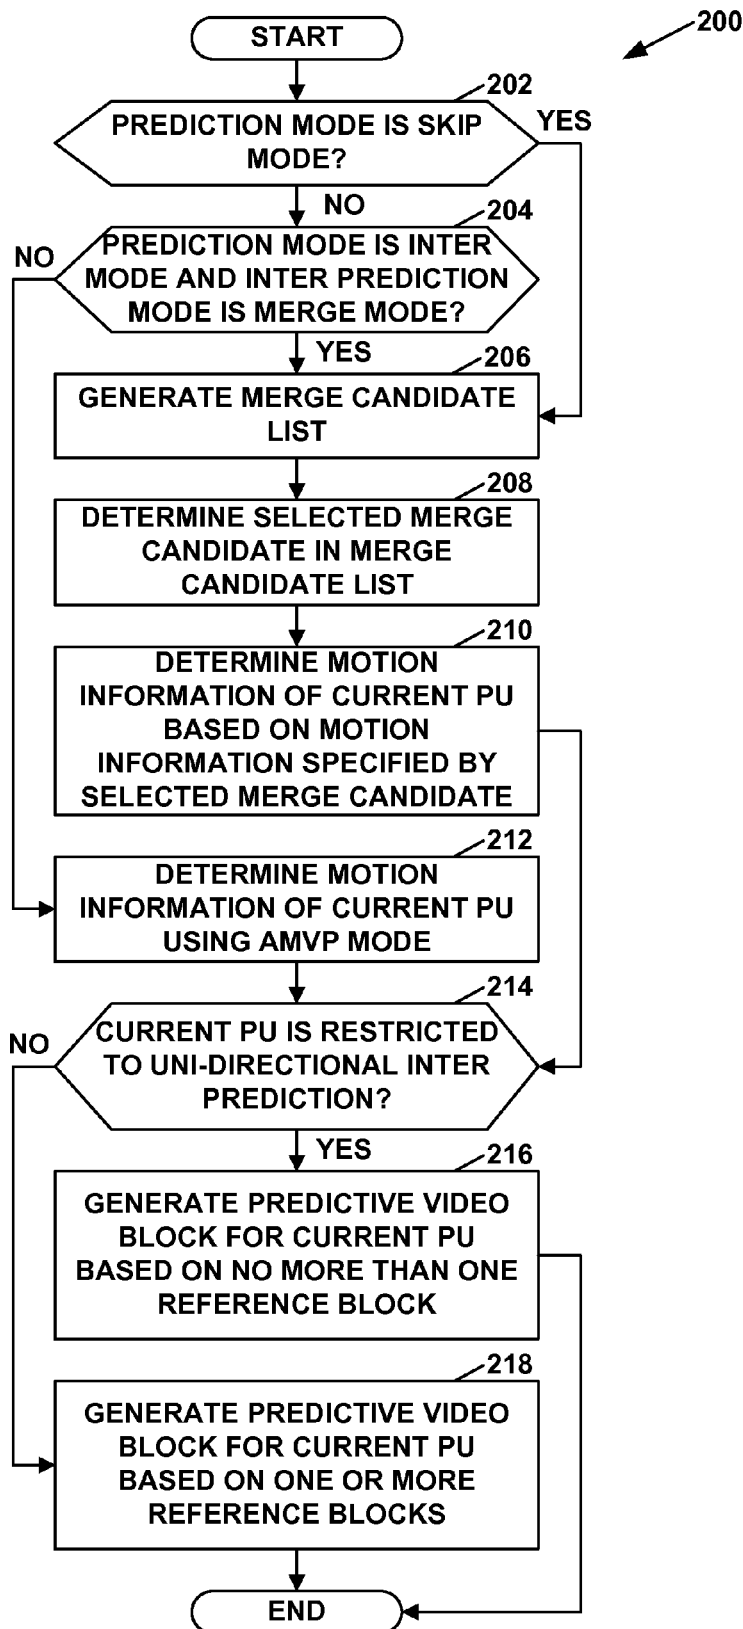 200
START
202
PREDICTION MODE IS SKIP
MODE?
YES
NO
204
PREDICTION MODE IS INTER
MODE AND INTER PREDICTION
MODE IS MERGE MODE?
NO
YES
206
GENERATE MERGE CANDIDATE
LIST
208
DETERMINE SELECTED MERGE
CANDIDATE IN MERGE
CANDIDATE LIST
210
DETERMINE MOTION
INFORMATION OF CURRENT PU
BASED ON MOTION
INFORMATION SPECIFIED BY
SELECTED MERGE CANDIDATE
212
DETERMINE MOTION
INFORMATION OF CURRENT PU
USING AMVP MODE
214
CURRENT PU IS RESTRICTED
TO UNI-DIRECTIONAL INTER
PREDICTION?
NO
YES
216
GENERATE PREDICTIVE VIDEO
BLOCK FOR CURRENT PU
BASED ON NO MORE THAN ONE
REFERENCE BLOCK
218
GENERATE PREDICTIVE VIDEO
BLOCK FOR CURRENT PU
BASED ON ONE OR MORE
REFERENCE BLOCKS
END